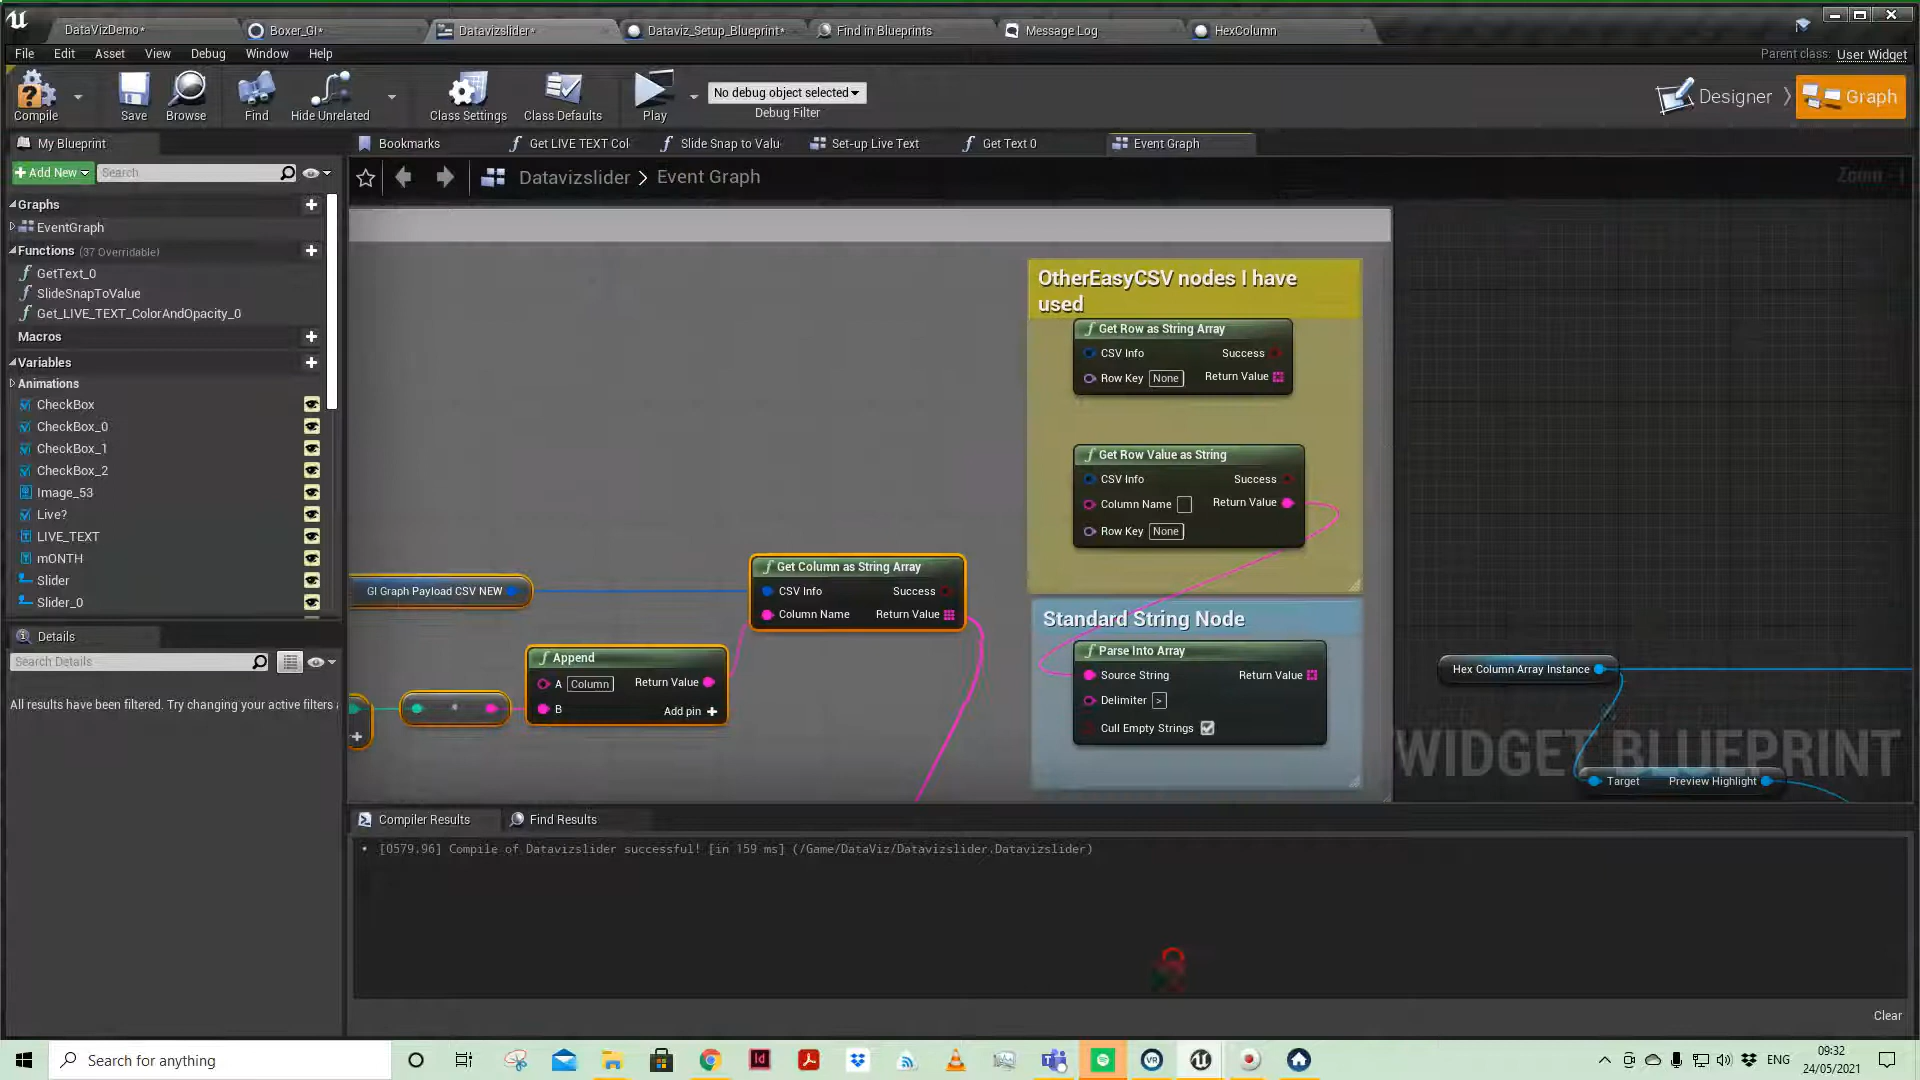 DataVizDemo*
Boxer_GI*
Datavizslider*
Dataviz_Setup_Blueprint*
Find in Blueprints
Message Log
HexColumn
File Edit Asset View Debug Window Help
Parent class: User Widget
Compile
Save
Browse
Find
Hide Unrelated
Class Settings
Class Defaults
Play
No debug object selected
Debug Filter
Designer
Graph
My Blueprint
Bookmarks
Get LIVE TEXT Col
Slide Snap to Valu
Set-up Live Text
Get Text 0
Event Graph
+ Add New
Search
Datavizslider > Event Graph
Zoom -1
Graphs
EventGraph
Functions (37 Overridable)
GetText_0
SlideSnapToValue
Get_LIVE_TEXT_ColorAndOpacity_0
Macros
Variables
Animations
CheckBox
CheckBox_0
CheckBox_1
CheckBox_2
Image_53
Live?
LIVE_TEXT
mONTH
Slider
Slider_0
Details
Search Details
All results have been filtered. Try changing your active filters a
OtherEasyCSV nodes I have
used
Get Row as String Array
CSV Info Success
Row Key None Return Value
Get Row Value as String
CSV Info Success
Column Name Return Value
Row Key None
GI Graph Payload CSV NEW
Get Column as String Array
CSV Info Success
Column Name Return Value
Append
A Column Return Value
B Add pin +
Standard String Node
Parse Into Array
Source String Return Value
Delimiter >
Cull Empty Strings
Hex Column Array Instance
Target Preview Highlight
WIDGET BLUEPRINT
Compiler Results
Find Results
[0579.96] Compile of Datavizslider successful! [in 159 ms] (/Game/DataViz/Datavizslider.Datavizslider)
Clear
Search for anything
ENG
09:32
24/05/2021